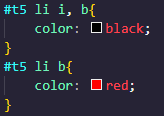 #t5 li i, b{
    color: black;
}
#t5 li b{
    color: red;
}